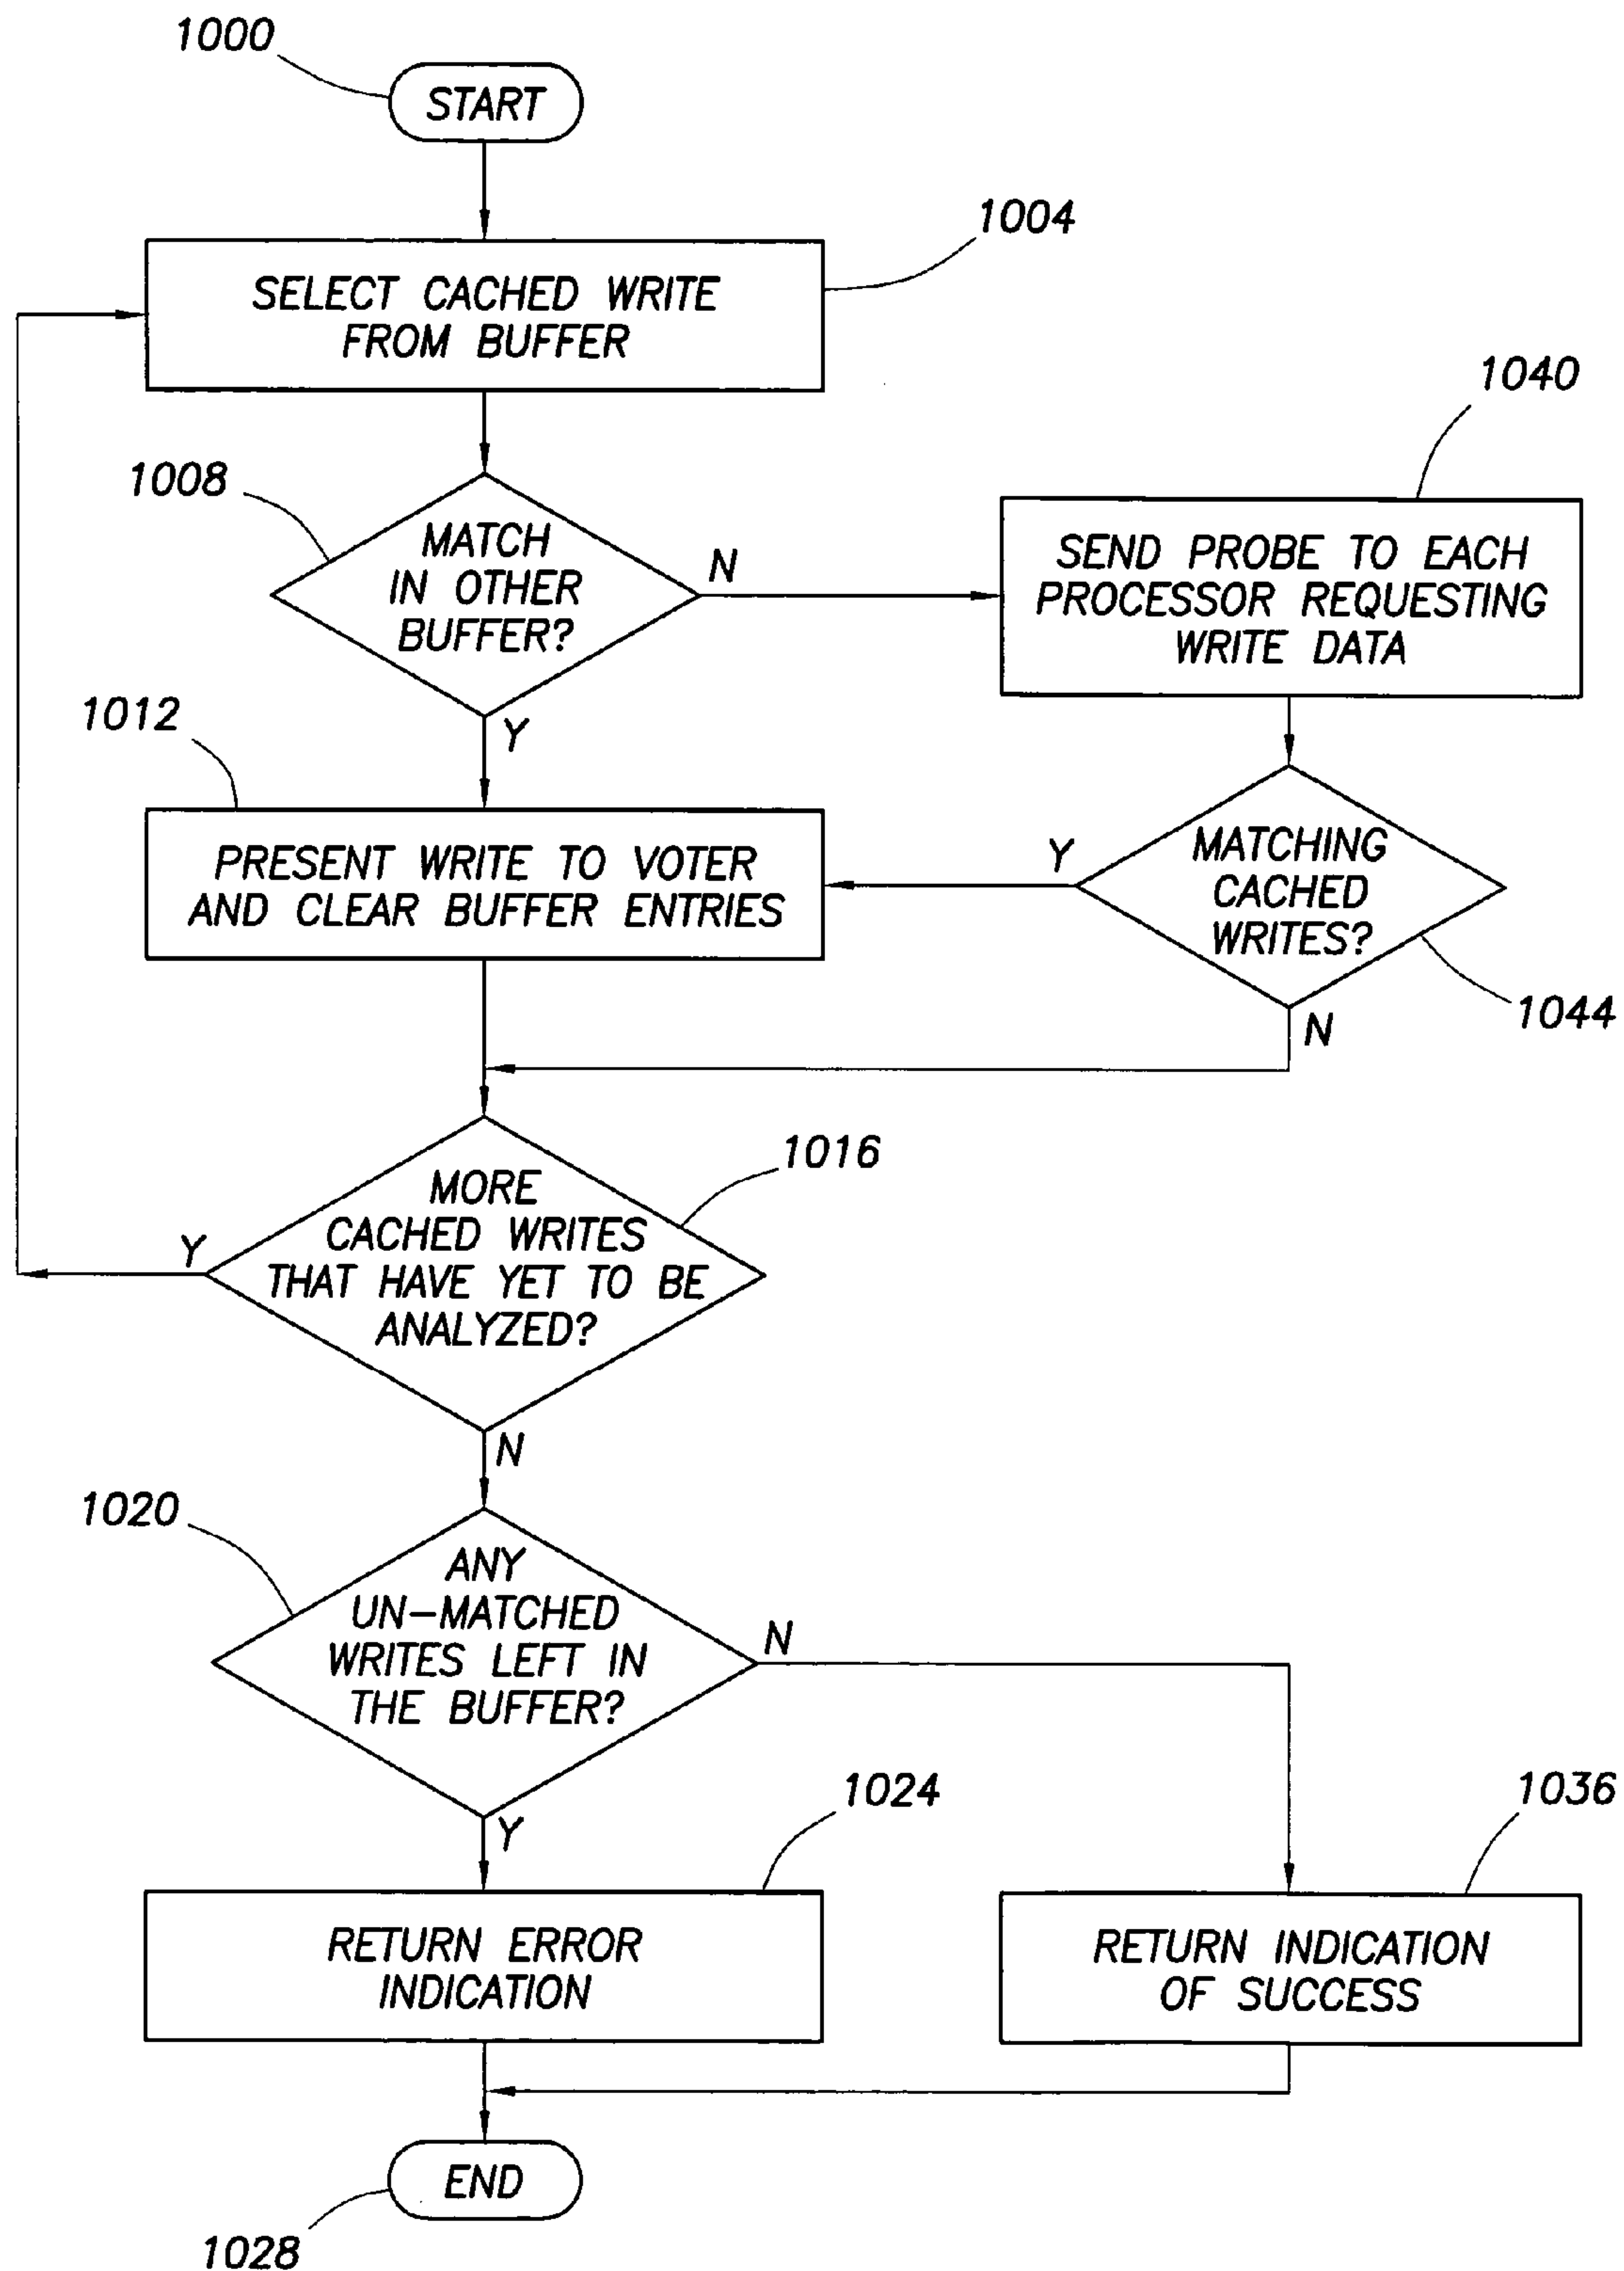 1000
START
1004
SELECT CACHED WRITE
FROM BUFFER
1040
1008
MATCH
IN OTHER
BUFFER?
N
SEND PROBE TO EACH
PROCESSOR REQUESTING
WRITE DATA
1012
Y
PRESENT WRITE TO VOTER
AND CLEAR BUFFER ENTRIES
Y
MATCHING
CACHED
WRITES?
1044
N
1016
MORE
CACHED WRITES
THAT HAVE YET TO BE
ANALYZED?
Y
N
1020
ANY
UN-MATCHED
WRITES LEFT IN
THE BUFFER?
N
Y
1024
1036
RETURN ERROR
INDICATION
RETURN INDICATION
OF SUCCESS
END
1028